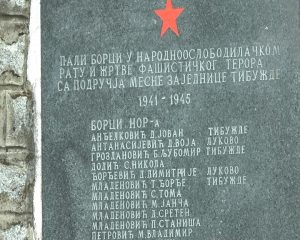 ПАЛИ БОРЦИ У НАРОДНООСЛОБОДИЛАЧКОМ
РАТУ И ЖРТВЕ ФАШИСТИЧКОГ ТЕРОРА
СА ПОДРУЧЈА МЕСНЕ ЗАЈЕДНИЦЕ ТИБУЖДЕ
1941-1945
БОРЦИ НОР-а
АНЂЕЛКОВИЋ Д. ЈОВАН ТИБУЖДЕ
АНТАНАСИЈЕВИЋ Д. ВОЈА ЛУКОВО
ГРОЗДАНОВИЋ Б. ЉУБОМИР ТИБУЖДЕ
ДОДИЋ С. НИКОЛА
ЂОРЂЕВИЋ Д. ДИМИТРИЈЕ ЛУКОВО
МЛАДЕНОВИЋ Т. ЂОРЂЕ ТИБУЖДЕ
МЛАДЕНОВИЋ С. ТОМА
МЛАДЕНОВИЋ М. ЈАНЧА
МЛАДЕНОВИЋ Д. СРЕТЕН
МЛАДЕНОВИЋ П. СТАНИША
ПЕТРОВИЋ М. ВЛАДИМИР